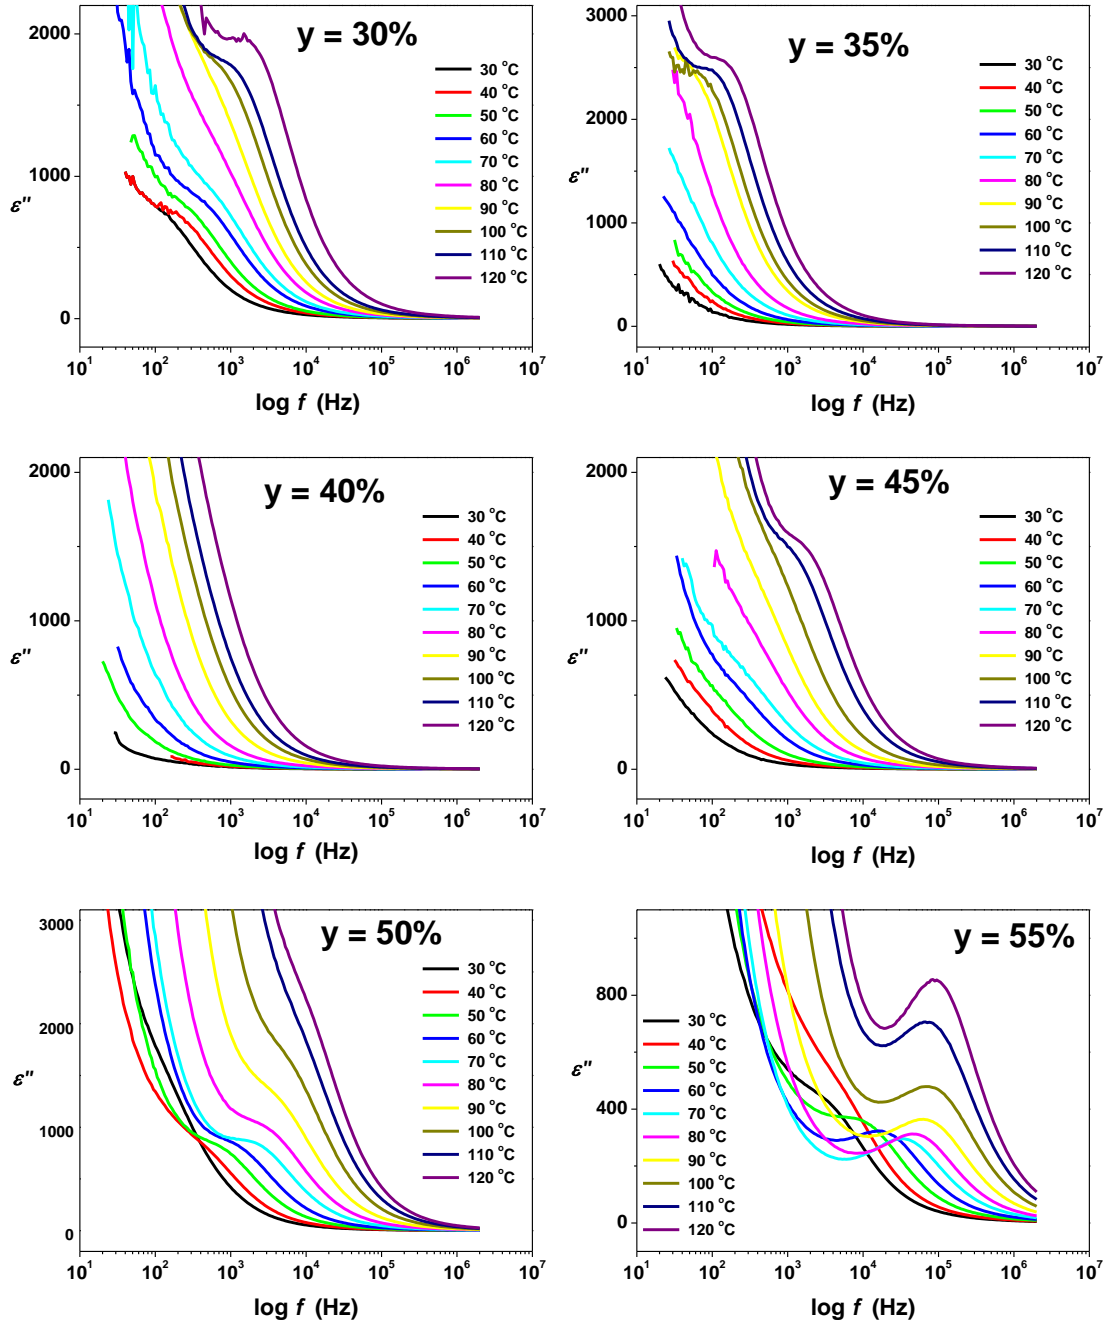 y = 30%
2000
1000
0
ε''
30 °C
40 °C
50 °C
60 °C
70 °C
80 °C
90 °C
100 °C
110 °C
120 °C
10¹ 10² 10³ 10⁴ 10⁵ 10⁶ 10⁷
log f (Hz)
y = 35%
3000
2000
1000
0
ε''
30 °C
40 °C
50 °C
60 °C
70 °C
80 °C
90 °C
100 °C
110 °C
120 °C
10¹ 10² 10³ 10⁴ 10⁵ 10⁶ 10⁷
log f (Hz)
y = 40%
2000
1000
0
ε''
30 °C
40 °C
50 °C
60 °C
70 °C
80 °C
90 °C
100 °C
110 °C
120 °C
10¹ 10² 10³ 10⁴ 10⁵ 10⁶ 10⁷
log f (Hz)
y = 45%
2000
1000
0
ε''
30 °C
40 °C
50 °C
60 °C
70 °C
80 °C
90 °C
100 °C
110 °C
120 °C
10¹ 10² 10³ 10⁴ 10⁵ 10⁶ 10⁷
log f (Hz)
y = 50%
3000
2000
1000
0
ε''
30 °C
40 °C
50 °C
60 °C
70 °C
80 °C
90 °C
100 °C
110 °C
120 °C
10¹ 10² 10³ 10⁴ 10⁵ 10⁶ 10⁷
log f (Hz)
y = 55%
800
400
0
ε''
30 °C
40 °C
50 °C
60 °C
70 °C
80 °C
90 °C
100 °C
110 °C
120 °C
10¹ 10² 10³ 10⁴ 10⁵ 10⁶ 10⁷
log f (Hz)